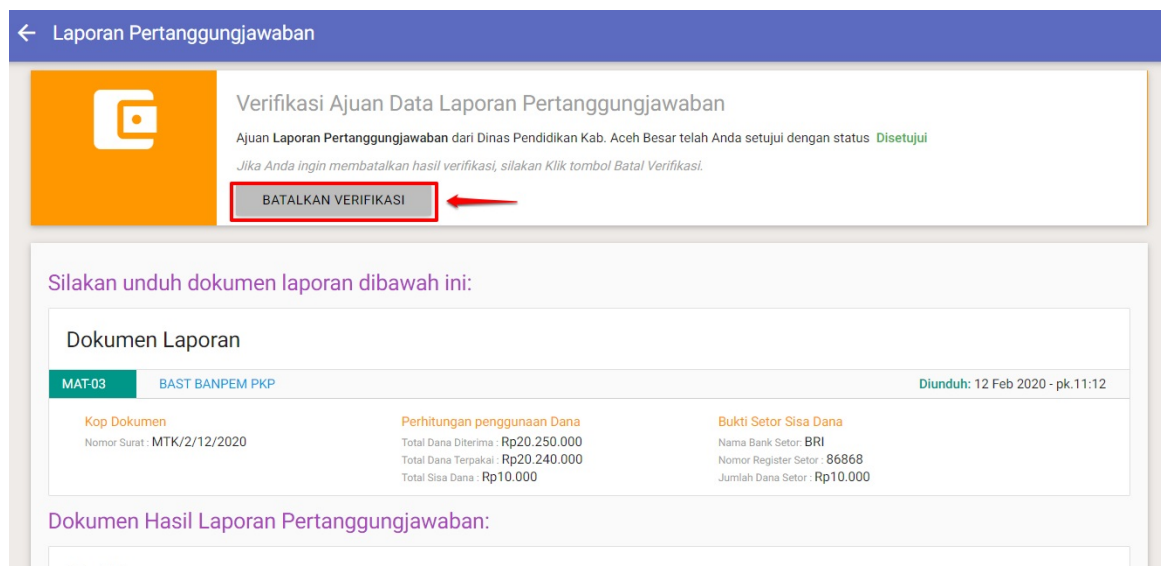 Laporan Pertanggungjawaban
Verifikasi Ajuan Data Laporan Pertanggungjawaban
Ajuan Laporan Pertanggungjawaban dari Dinas Pendidikan Kab. Aceh Besar telah Anda setujui dengan status Disetujui
Jika Anda ingin membatalkan hasil verifikasi, silakan Klik tombol Batal Verifikasi.
BATALKAN VERIFIKASI
Silakan unduh dokumen laporan dibawah ini:
Dokumen Laporan
MAT-03 BAST BANPEM PKP Diunduh: 12 Feb 2020 - pk.11:12
Kop Dokumen
Nomor Surat : MTK/2/12/2020
Perhitungan penggunaan Dana
Total Dana Diterima : Rp20.250.000
Total Dana Terpakai : Rp20.240.000
Total Sisa Dana : Rp10.000
Bukti Setor Sisa Dana
Nama Bank Setor: BRI
Nomor Register Setor : 86868
Jumlah Dana Setor : Rp10.000
Dokumen Hasil Laporan Pertanggungjawaban: